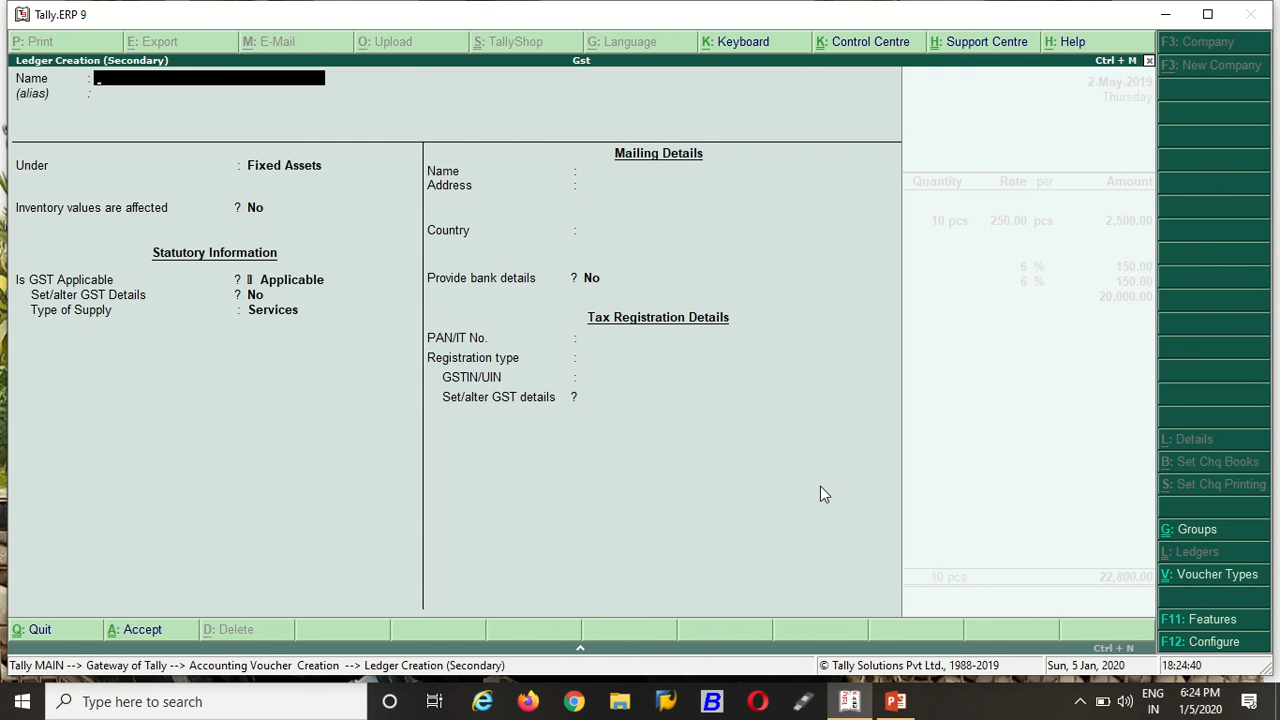 Tally.ERP 9
P: Print E: Export M: E-Mail O: Upload S: TallyShop G: Language K: Keyboard K: Control Centre H: Support Centre H: Help F3: Company
Ledger Creation (Secondary) Gst Ctrl + M
F3: New Company
Name :
(alias) :
2-May-2019
Thursday
Mailing Details
Under : Fixed Assets
Name :
Address :
Quantity Rate per Amount
Inventory values are affected ? No
10 pcs 250.00 pcs 2,500.00
Country :
Statutory Information
6 % 150.00
Is GST Applicable ? Applicable
Provide bank details ? No
6 % 150.00
Set/alter GST Details ? No
20,000.00
Type of Supply : Services
Tax Registration Details
PAN/IT No. :
Registration type :
GSTIN/UIN :
Set/alter GST details ?
L: Details
B: Set Chq Books
S: Set Chq Printing
G: Groups
L: Ledgers
V: Voucher Types
10 pcs 22,800.00
F11: Features
Q: Quit A: Accept D: Delete
F12: Configure
Ctrl + N
Tally MAIN --> Gateway of Tally --> Accounting Voucher Creation --> Ledger Creation (Secondary) © Tally Solutions Pvt Ltd., 1988-2019 Sun, 5 Jan, 2020 18:24:40
Type here to search
ENG
IN
6:24 PM
1/5/2020